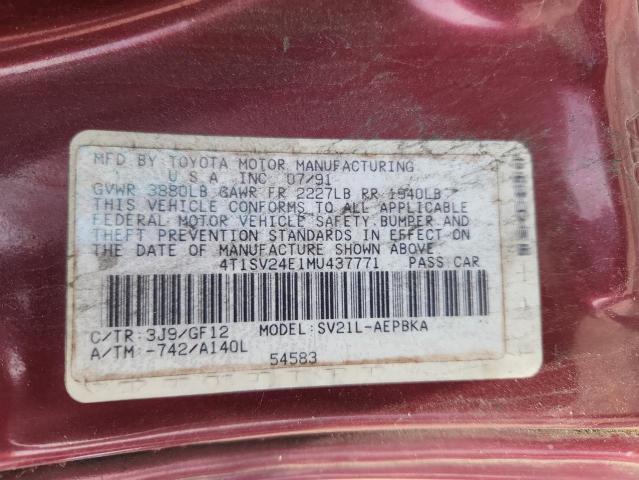 MFD BY TOYOTA MOTOR MANUFACTURING
U S A INC 07/91
GVWR 3880LB GAWR FR 2227LB RR 1940LB
THIS VEHICLE CONFORMS TO ALL APPLICABLE
FEDERAL MOTOR VEHICLE SAFETY, BUMPER AND
THEFT PREVENTION STANDARDS IN EFFECT ON
THE DATE OF MANUFACTURE SHOWN ABOVE
4T1SV24E1MU437771 PASS CAR
C/TR:3J9/GF12 MODEL:SV21L-AEPBKA
A/TM -742/A140L
54583